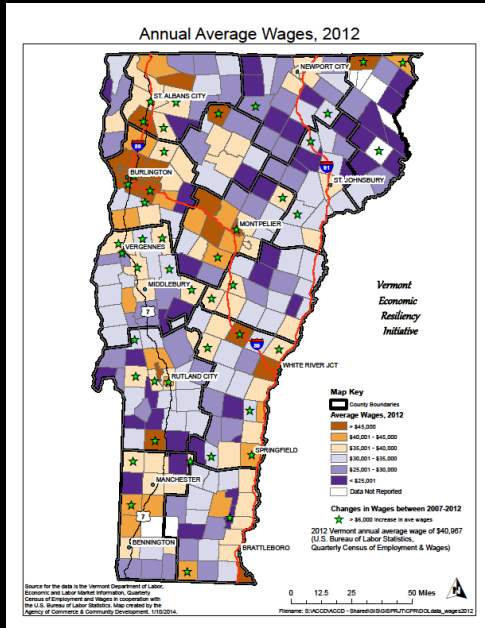 Annual Average Wages, 2012
NEWPORT CITY
ST. ALBANS CITY
89
91
BURLINGTON
ST. JOHNSBURY
MONTPELIER
VERGENNES
MIDDLEBURY
7
Vermont
Economic
Resiliency
Initiative
89
WHITE RIVER JCT
RUTLAND CITY
SPRINGFIELD
MANCHESTER
7
BENNINGTON
BRATTLEBORO
Map Key
County Boundaries
Average Wages, 2012
> $45,000
$40,001 - $45,000
$35,001 - $40,000
$30,001 - $35,000
$25,001 - $30,000
< $25,001
Data Not Reported
Changes in Wages between 2007-2012
> $6,000 increase in ave wages
2012 Vermont annual average wage of $40,967
(U.S. Bureau of Labor Statistics,
Quarterly Census of Employment & Wages)
Source for the data is the Vermont Department of Labor,
Economic and Labor Market Information, Quarterly
Census of Employment and Wages in cooperation with
the U.S. Bureau of Labor Statistics. Map created by the
Agency of Commerce & Community Development. 1/10/2014.
0 12.5 25 50 Miles
N